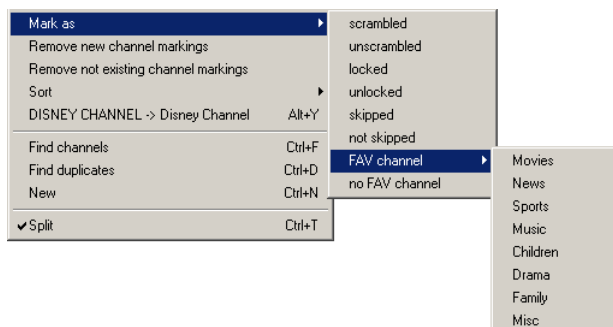 Mark as
Remove new channel markings
Remove not existing channel markings
Sort
DISNEY CHANNEL -> Disney Channel Alt+Y
Find channels Ctrl+F
Find duplicates Ctrl+D
New Ctrl+N
Split Ctrl+T
scrambled
unscrambled
locked
unlocked
skipped
not skipped
FAV channel
no FAV channel
Movies
News
Sports
Music
Children
Drama
Family
Misc